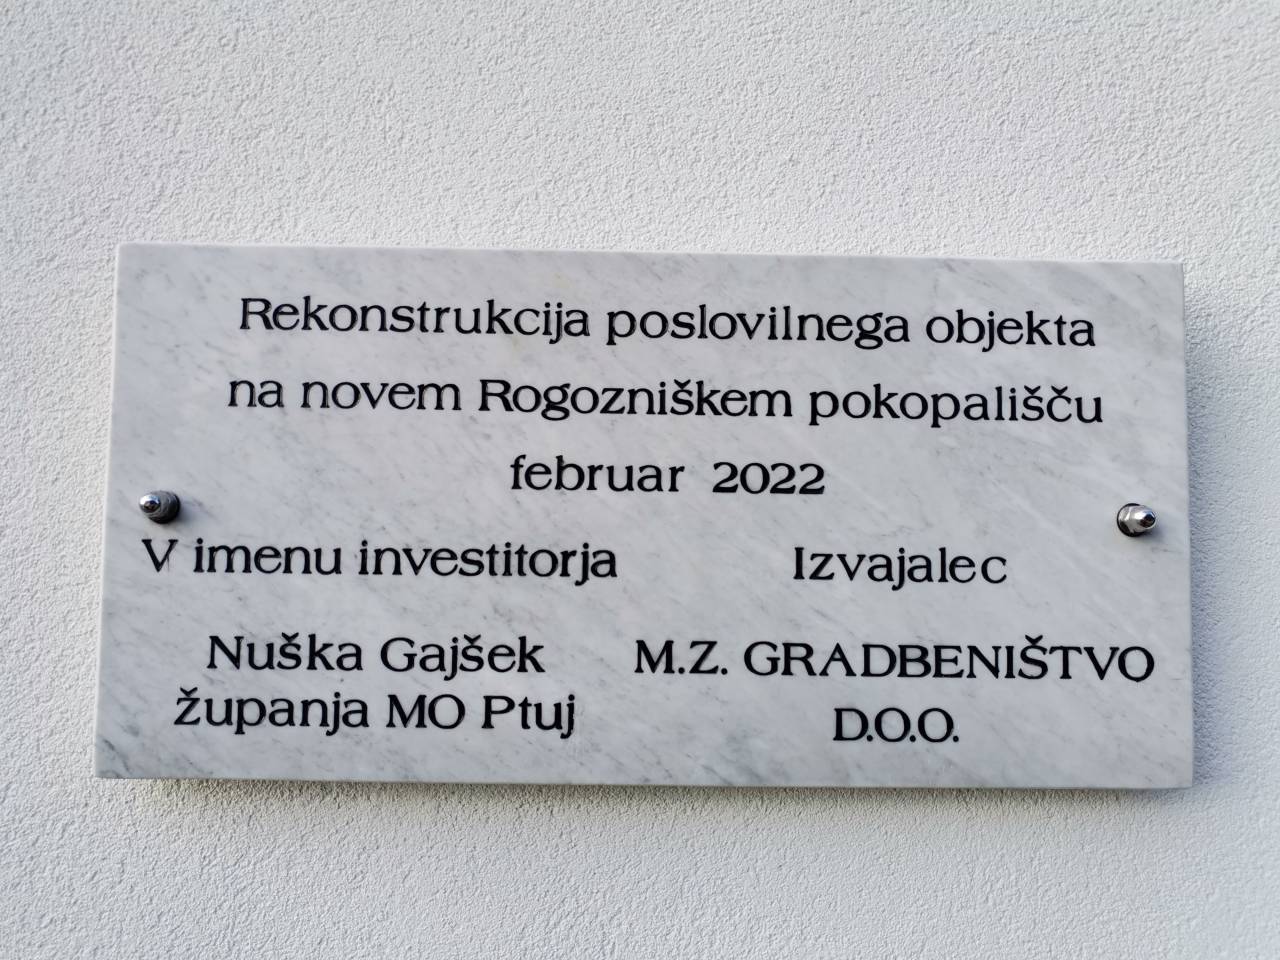 Rekonstrukcija poslovilnega objekta
na novem Rogozniškem pokopališču
februar 2022
V imenu investitorja
Nuška Gajšek
županja MO Ptuj
Izvajalec
M.Z. GRADBENIŠTVO
D.O.O.